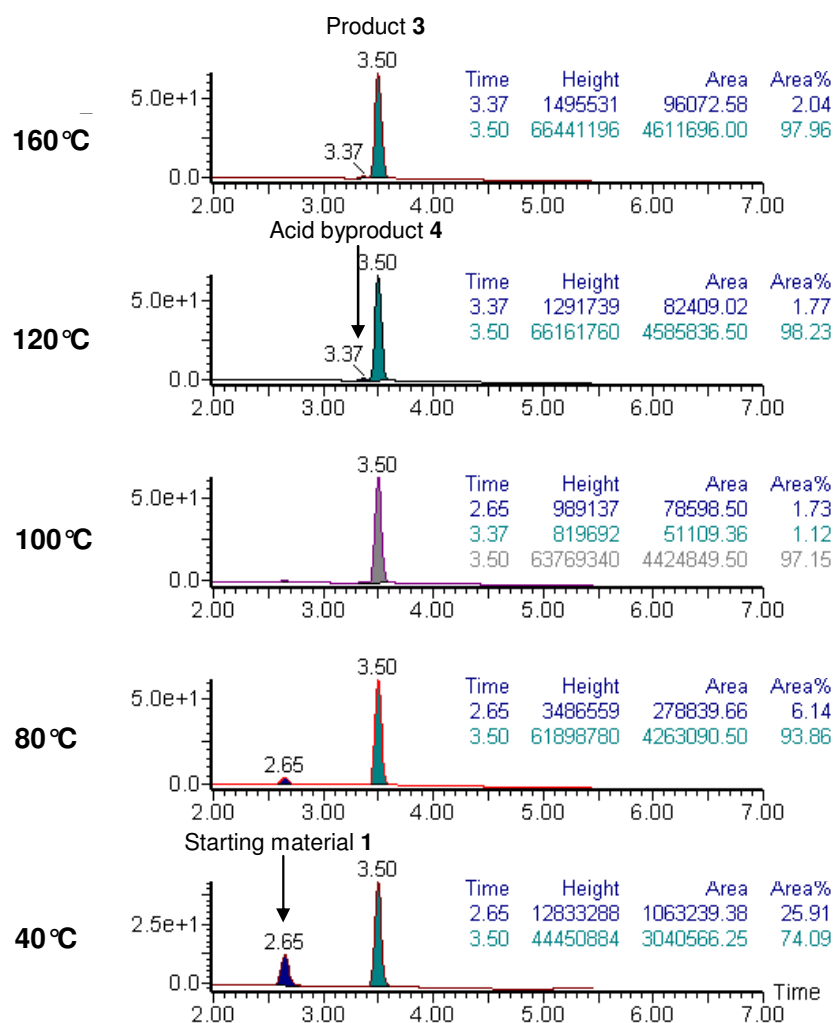 Product 3
3.50
Time Height Area Area%
5.0e+1 3.37 1495531 96072.58 2.04
3.50 66441196 4611696.00 97.96
160°C
3.37
0.0
2.00 3.00 4.00 5.00 6.00 7.00
Acid byproduct 4
3.50
Time Height Area Area%
5.0e+1 3.37 1291739 82409.02 1.77
3.50 66161760 4585836.50 98.23
120°C
3.37
0.0
2.00 3.00 4.00 5.00 6.00 7.00
3.50
Time Height Area Area%
5.0e+1 2.65 989137 78598.50 1.73
3.37 819692 51109.36 1.12
100°C
3.50 63769340 4424849.50 97.15
0.0
2.00 3.00 4.00 5.00 6.00 7.00
3.50
Time Height Area Area%
5.0e+1 2.65 3486559 278839.66 6.14
3.50 61898780 4263090.50 93.86
80°C
2.65
0.0
2.00 3.00 4.00 5.00 6.00 7.00
Starting material 1
3.50
Time Height Area Area%
2.65 12833288 1063239.38 25.91
2.5e+1
3.50 44450884 3040566.25 74.09
40°C
2.65
0.0
Time
2.00 3.00 4.00 5.00 6.00 7.00